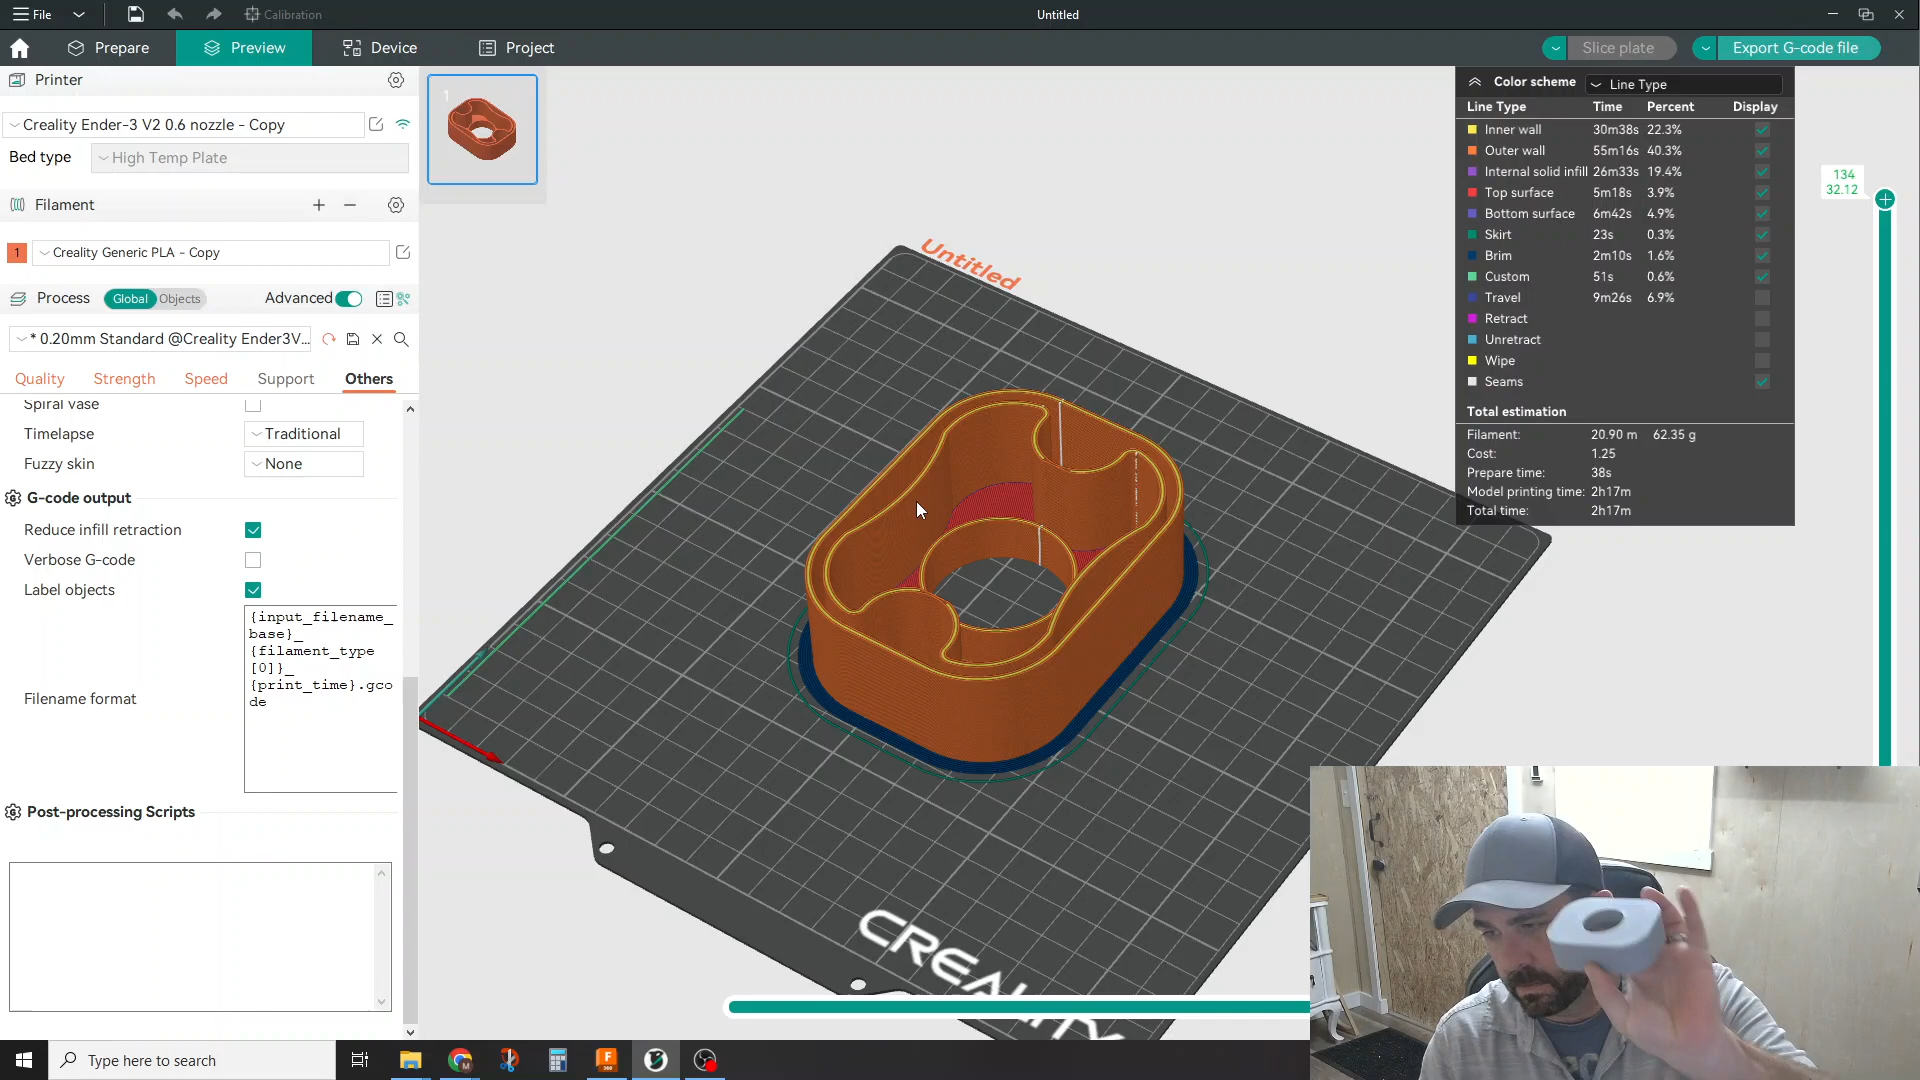 File
Calibration
Untitled
Prepare
Preview
Device
Project
Slice plate
Export G-code file
Printer
Creality Ender-3 V2 0.6 nozzle - Copy
Bed type
High Temp Plate
Filament
1
Creality Generic PLA - Copy
Process
Global
Objects
Advanced
* 0.20mm Standard @Creality Ender3V...
Quality
Strength
Speed
Support
Others
Spiral vase
Timelapse
Traditional
Fuzzy skin
None
G-code output
Reduce infill retraction
Verbose G-code
Label objects
Filename format
{input_filename_
base}_
{filament_type
[0]}_
{print_time}.gco
de
Post-processing Scripts
1
Untitled
CREALITY
Color scheme
Line Type
Line Type Time Percent Display
Inner wall 30m38s 22.3%
Outer wall 55m16s 40.3%
Internal solid infill 26m33s 19.4%
Top surface 5m18s 3.9%
Bottom surface 6m42s 4.9%
Skirt 23s 0.3%
Brim 2m10s 1.6%
Custom 51s 0.6%
Travel 9m26s 6.9%
Retract
Unretract
Wipe
Seams
Total estimation
Filament: 20.90 m 62.35 g
Cost: 1.25
Prepare time: 38s
Model printing time: 2h17m
Total time: 2h17m
134
32.12
Type here to search